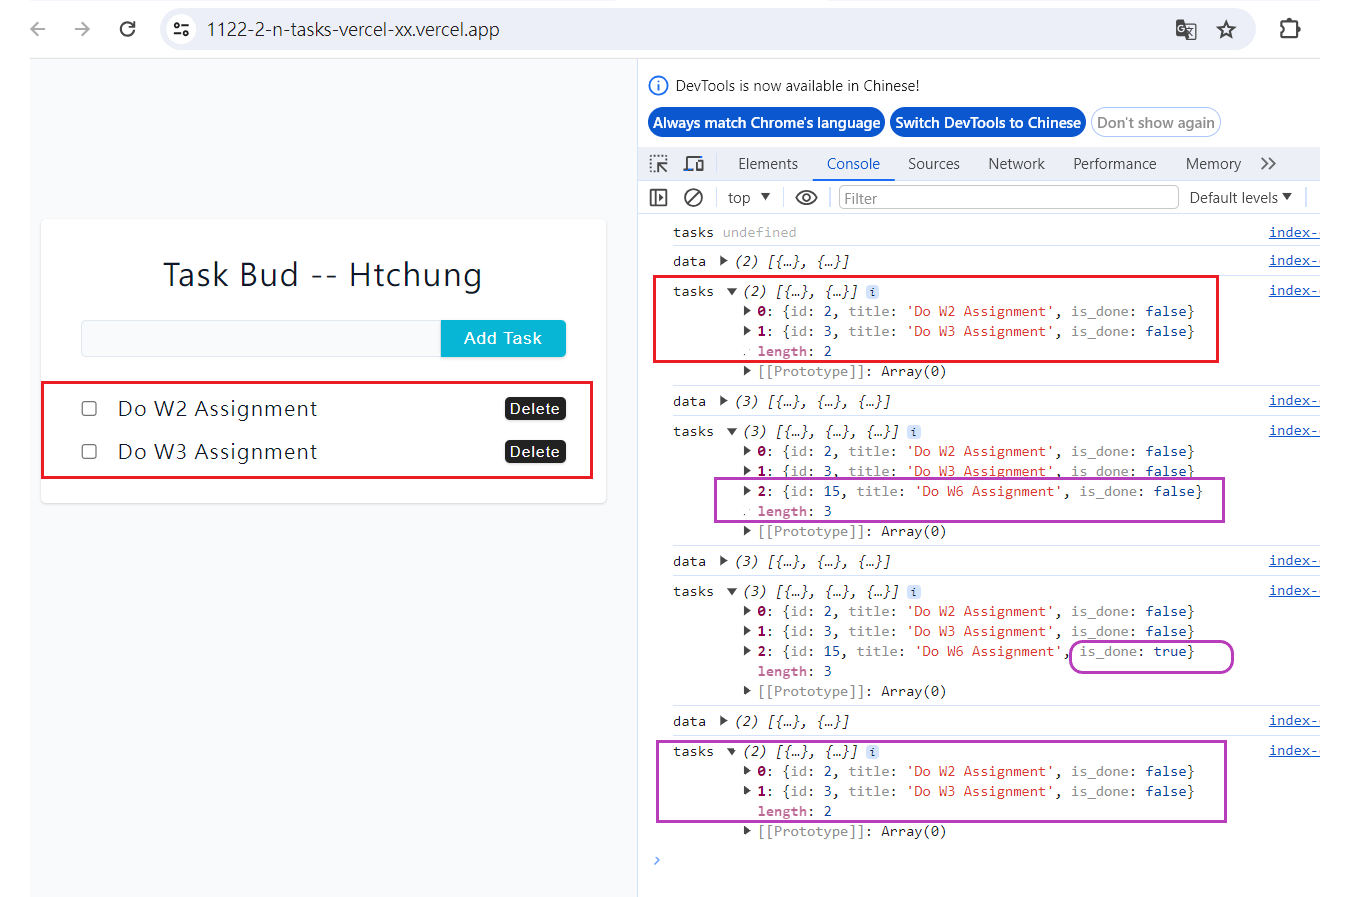 1122-2-n-tasks-vercel-xx.vercel.app
Task Bud -- Htchung
Add Task
Do W2 Assignment Delete
Do W3 Assignment Delete
DevTools is now available in Chinese!
Always match Chrome's language Switch DevTools to Chinese Don't show again
Elements Console Sources Network Performance Memory
top Filter Default levels
tasks undefined index-
data ▶ (2) [{…}, {…}] index-
tasks ▼ (2) [{…}, {…}] i index-
▶ 0: {id: 2, title: 'Do W2 Assignment', is_done: false}
▶ 1: {id: 3, title: 'Do W3 Assignment', is_done: false}
length: 2
▶ [[Prototype]]: Array(0)
data ▶ (3) [{…}, {…}, {…}] index-
tasks ▼ (3) [{…}, {…}, {…}] i index-
▶ 0: {id: 2, title: 'Do W2 Assignment', is_done: false}
▶ 1: {id: 3, title: 'Do W3 Assignment', is_done: false}
▶ 2: {id: 15, title: 'Do W6 Assignment', is_done: false}
length: 3
▶ [[Prototype]]: Array(0)
data ▶ (3) [{…}, {…}, {…}] index-
tasks ▼ (3) [{…}, {…}, {…}] i index-
▶ 0: {id: 2, title: 'Do W2 Assignment', is_done: false}
▶ 1: {id: 3, title: 'Do W3 Assignment', is_done: false}
▶ 2: {id: 15, title: 'Do W6 Assignment', is_done: true}
length: 3
▶ [[Prototype]]: Array(0)
data ▶ (2) [{…}, {…}] index-
tasks ▼ (2) [{…}, {…}] i index-
▶ 0: {id: 2, title: 'Do W2 Assignment', is_done: false}
▶ 1: {id: 3, title: 'Do W3 Assignment', is_done: false}
length: 2
▶ [[Prototype]]: Array(0)